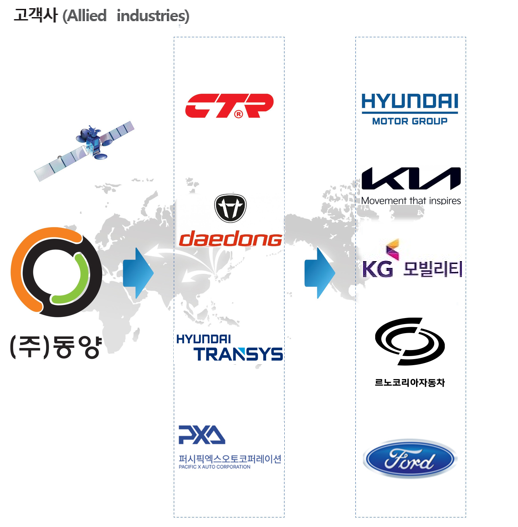 고객사 (Allied industries)
CTR
®
HYUNDAI
MOTOR GROUP
KIA
Movement that inspires
daedong
KG 모빌리티
(주)동양
HYUNDAI
TRANSYS
르노코리아자동차
PXA
퍼시픽엑스오토코퍼레이션
PACIFIC X AUTO CORPORATION
Ford